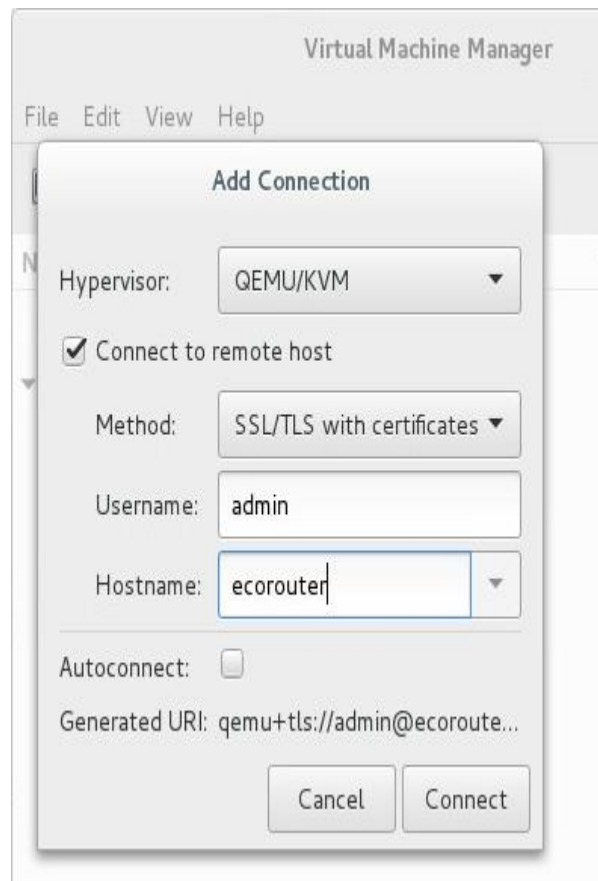 Virtual Machine Manager
File Edit View Help
Add Connection
N
Hypervisor: QEMU/KVM
Connect to remote host
Method: SSL/TLS with certificates
Username: admin
Hostname: ecorouter
Autoconnect:
Generated URI: qemu+tls://admin@ecoroute...
Cancel Connect